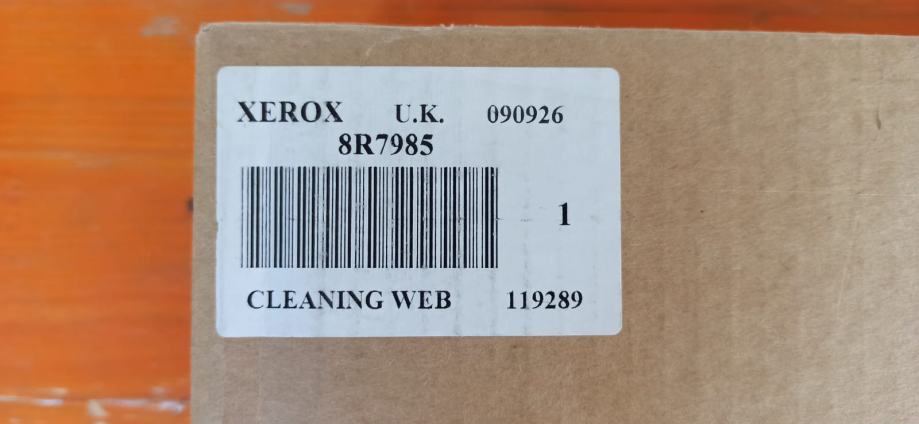 XEROX U.K. 090926
8R7985
1
CLEANING WEB 119289